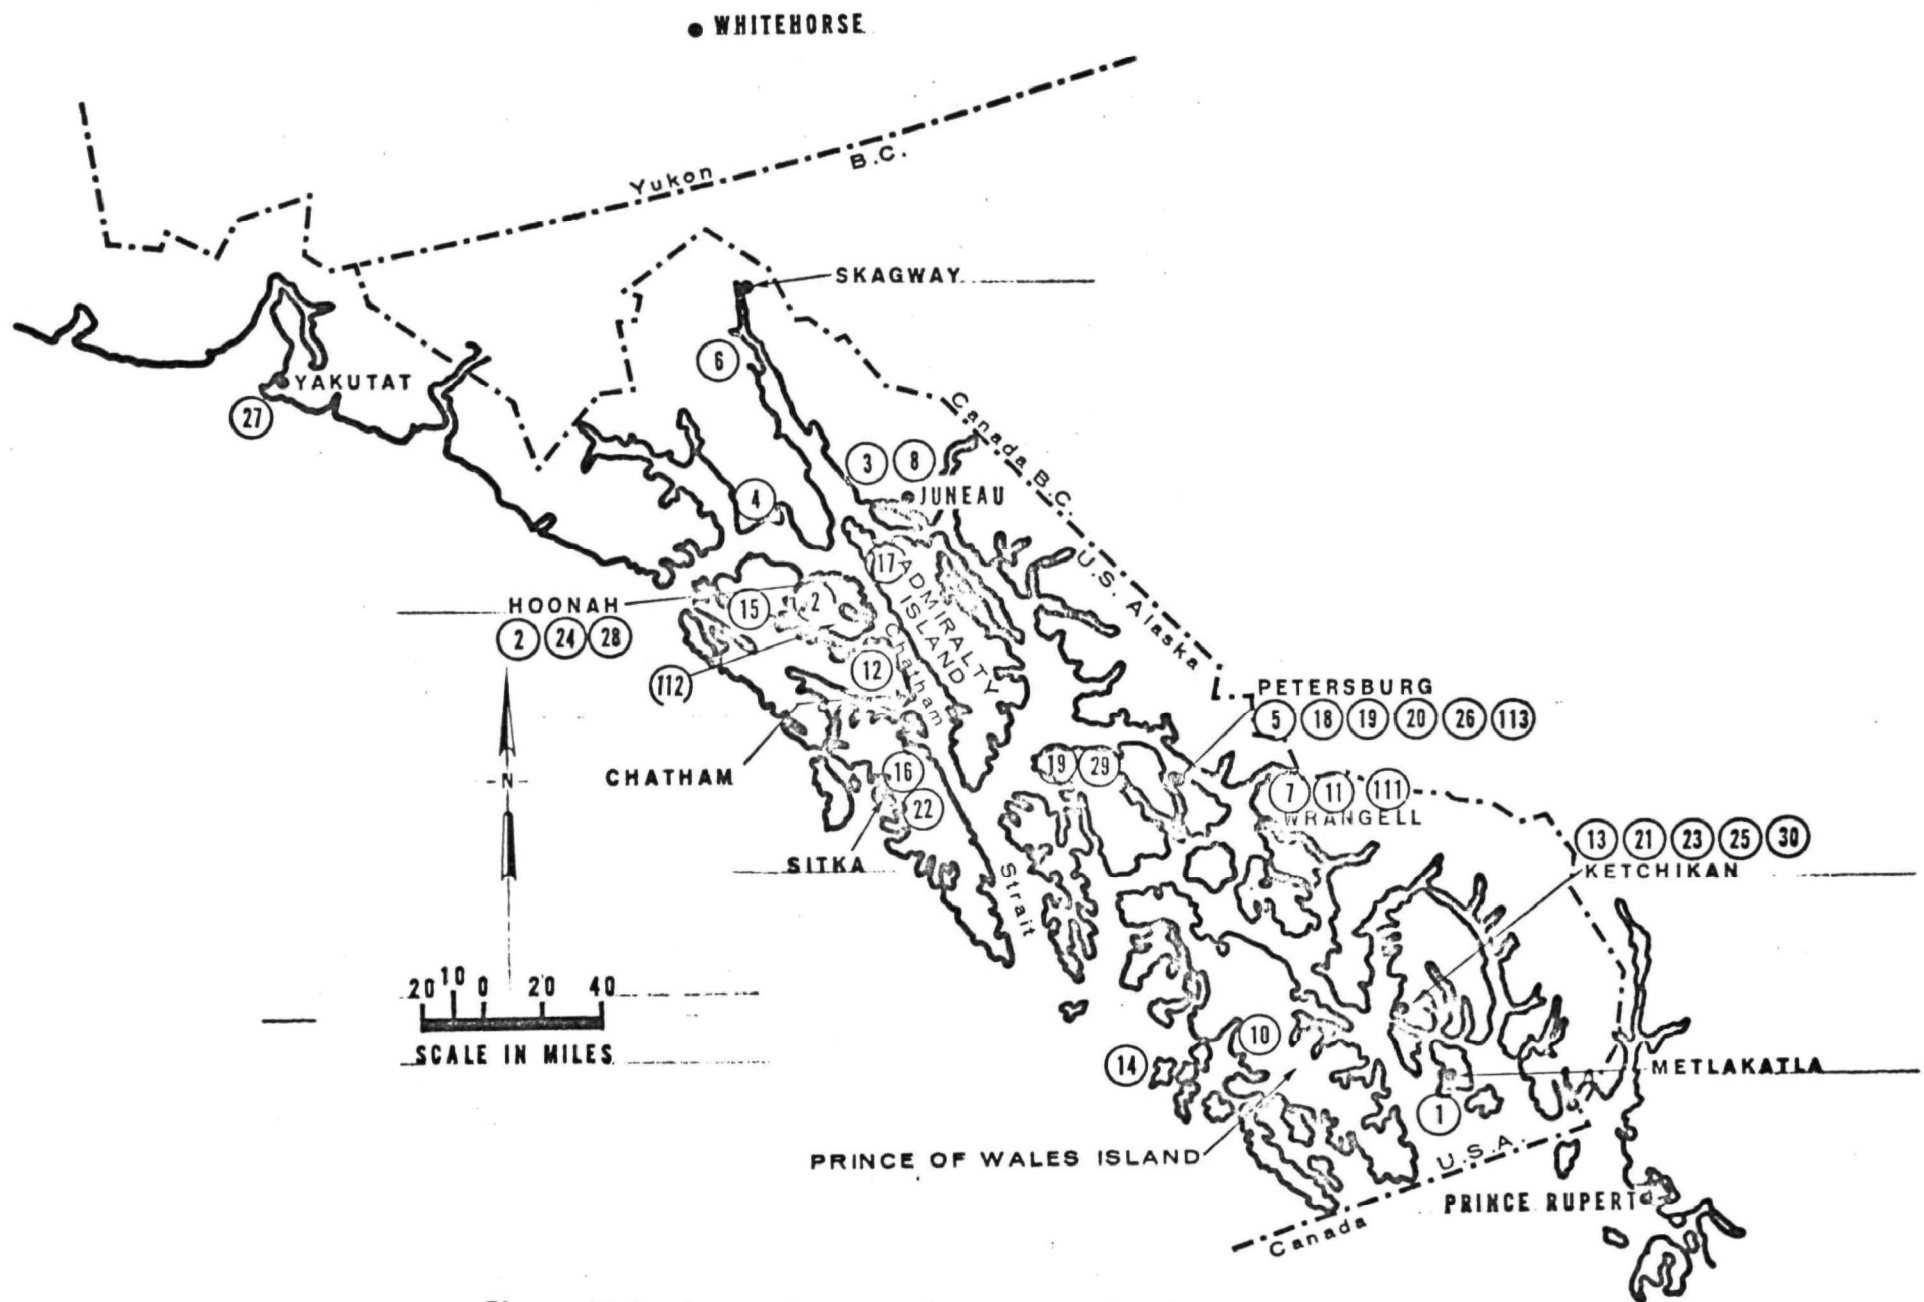 WHITEHORSE
Yukon
B.C.
SKAGWAY
6
YAKUTAT
27
Canada B.C.
U.S. Alaska
3 8
JUNEAU
4
17
ADMIRALTY
ISLAND
HOONAH
2 24 28
15
2
112
12
Chatham
Strait
PETERSBURG
5 18 19 20 26 113
N
CHATHAM
16
22
19 29
7 11 111
WRANGELL
13 21 23 25 30
KETCHIKAN
SITKA
20 10 0 20 40
SCALE IN MILES
10
14
METLAKATLA
1
PRINCE OF WALES ISLAND
U.S.A.
Canada
PRINCE RUPERT